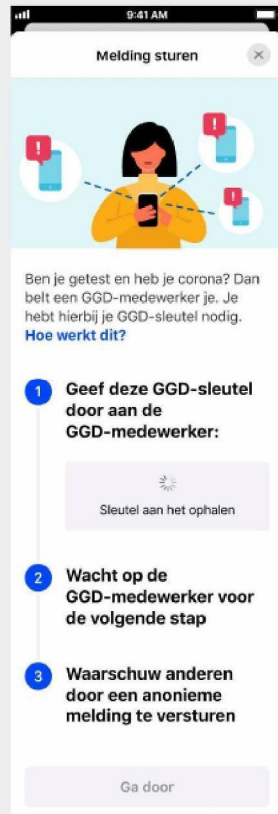 9:41 AM
Melding sturen
Ben je getest en heb je corona? Dan
belt een GGD-medewerker je. Je
hebt hierbij je GGD-sleutel nodig.
Hoe werkt dit?
1 Geef deze GGD-sleutel
door aan de
GGD-medewerker:
Sleutel aan het ophalen
2 Wacht op de
GGD-medewerker voor
de volgende stap
3 Waarschuw anderen
door een anonieme
melding te versturen
Ga door